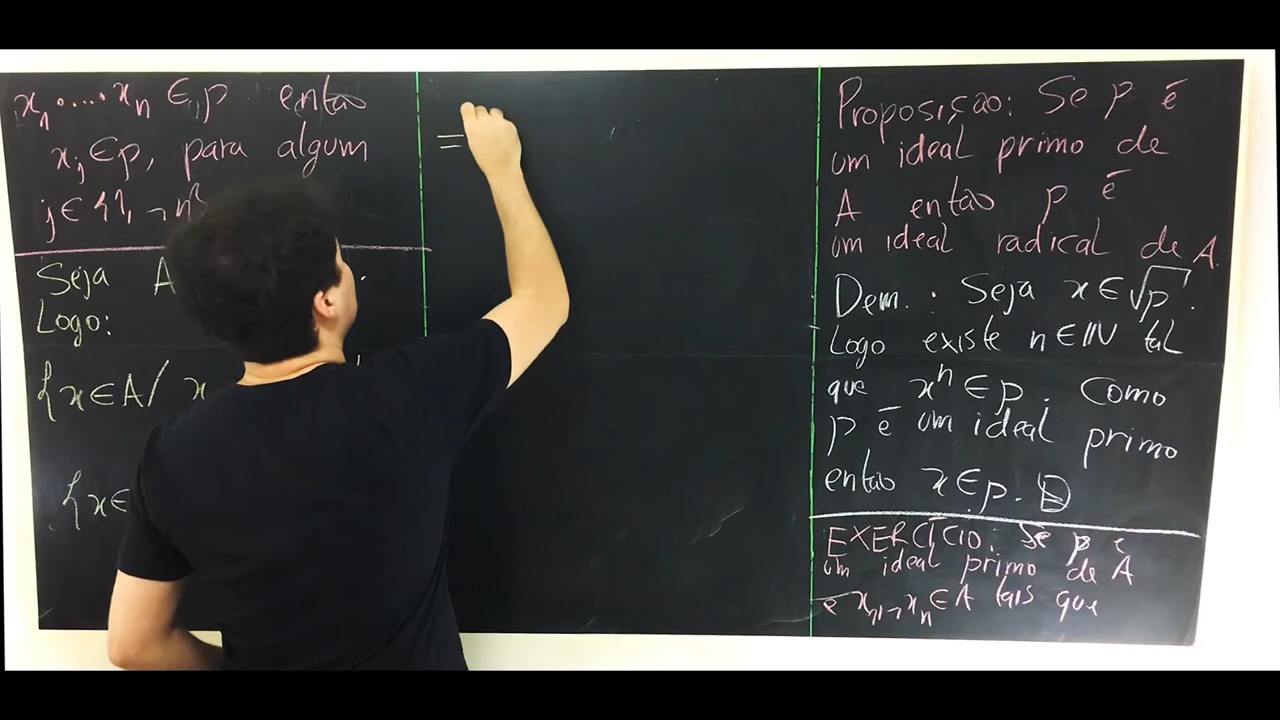 x₁. .... xₙ ∈ p então
xⱼ ∈ p, para algum
j ∈ {1,
Seja A
Logo:
{x ∈ A / x
{x ∈
=
Proposição: Se p é
um ideal primo de
A então p é
um ideal radical de A.
Dem.: Seja x ∈ √p.
Logo existe n ∈ ℕ tal
que xⁿ ∈ p. Como
p é um ideal primo
então x ∈ p.
EXERCÍCIO: Se p é
um ideal primo de A
e x₁, ¬, xₙ ∈ A tais que